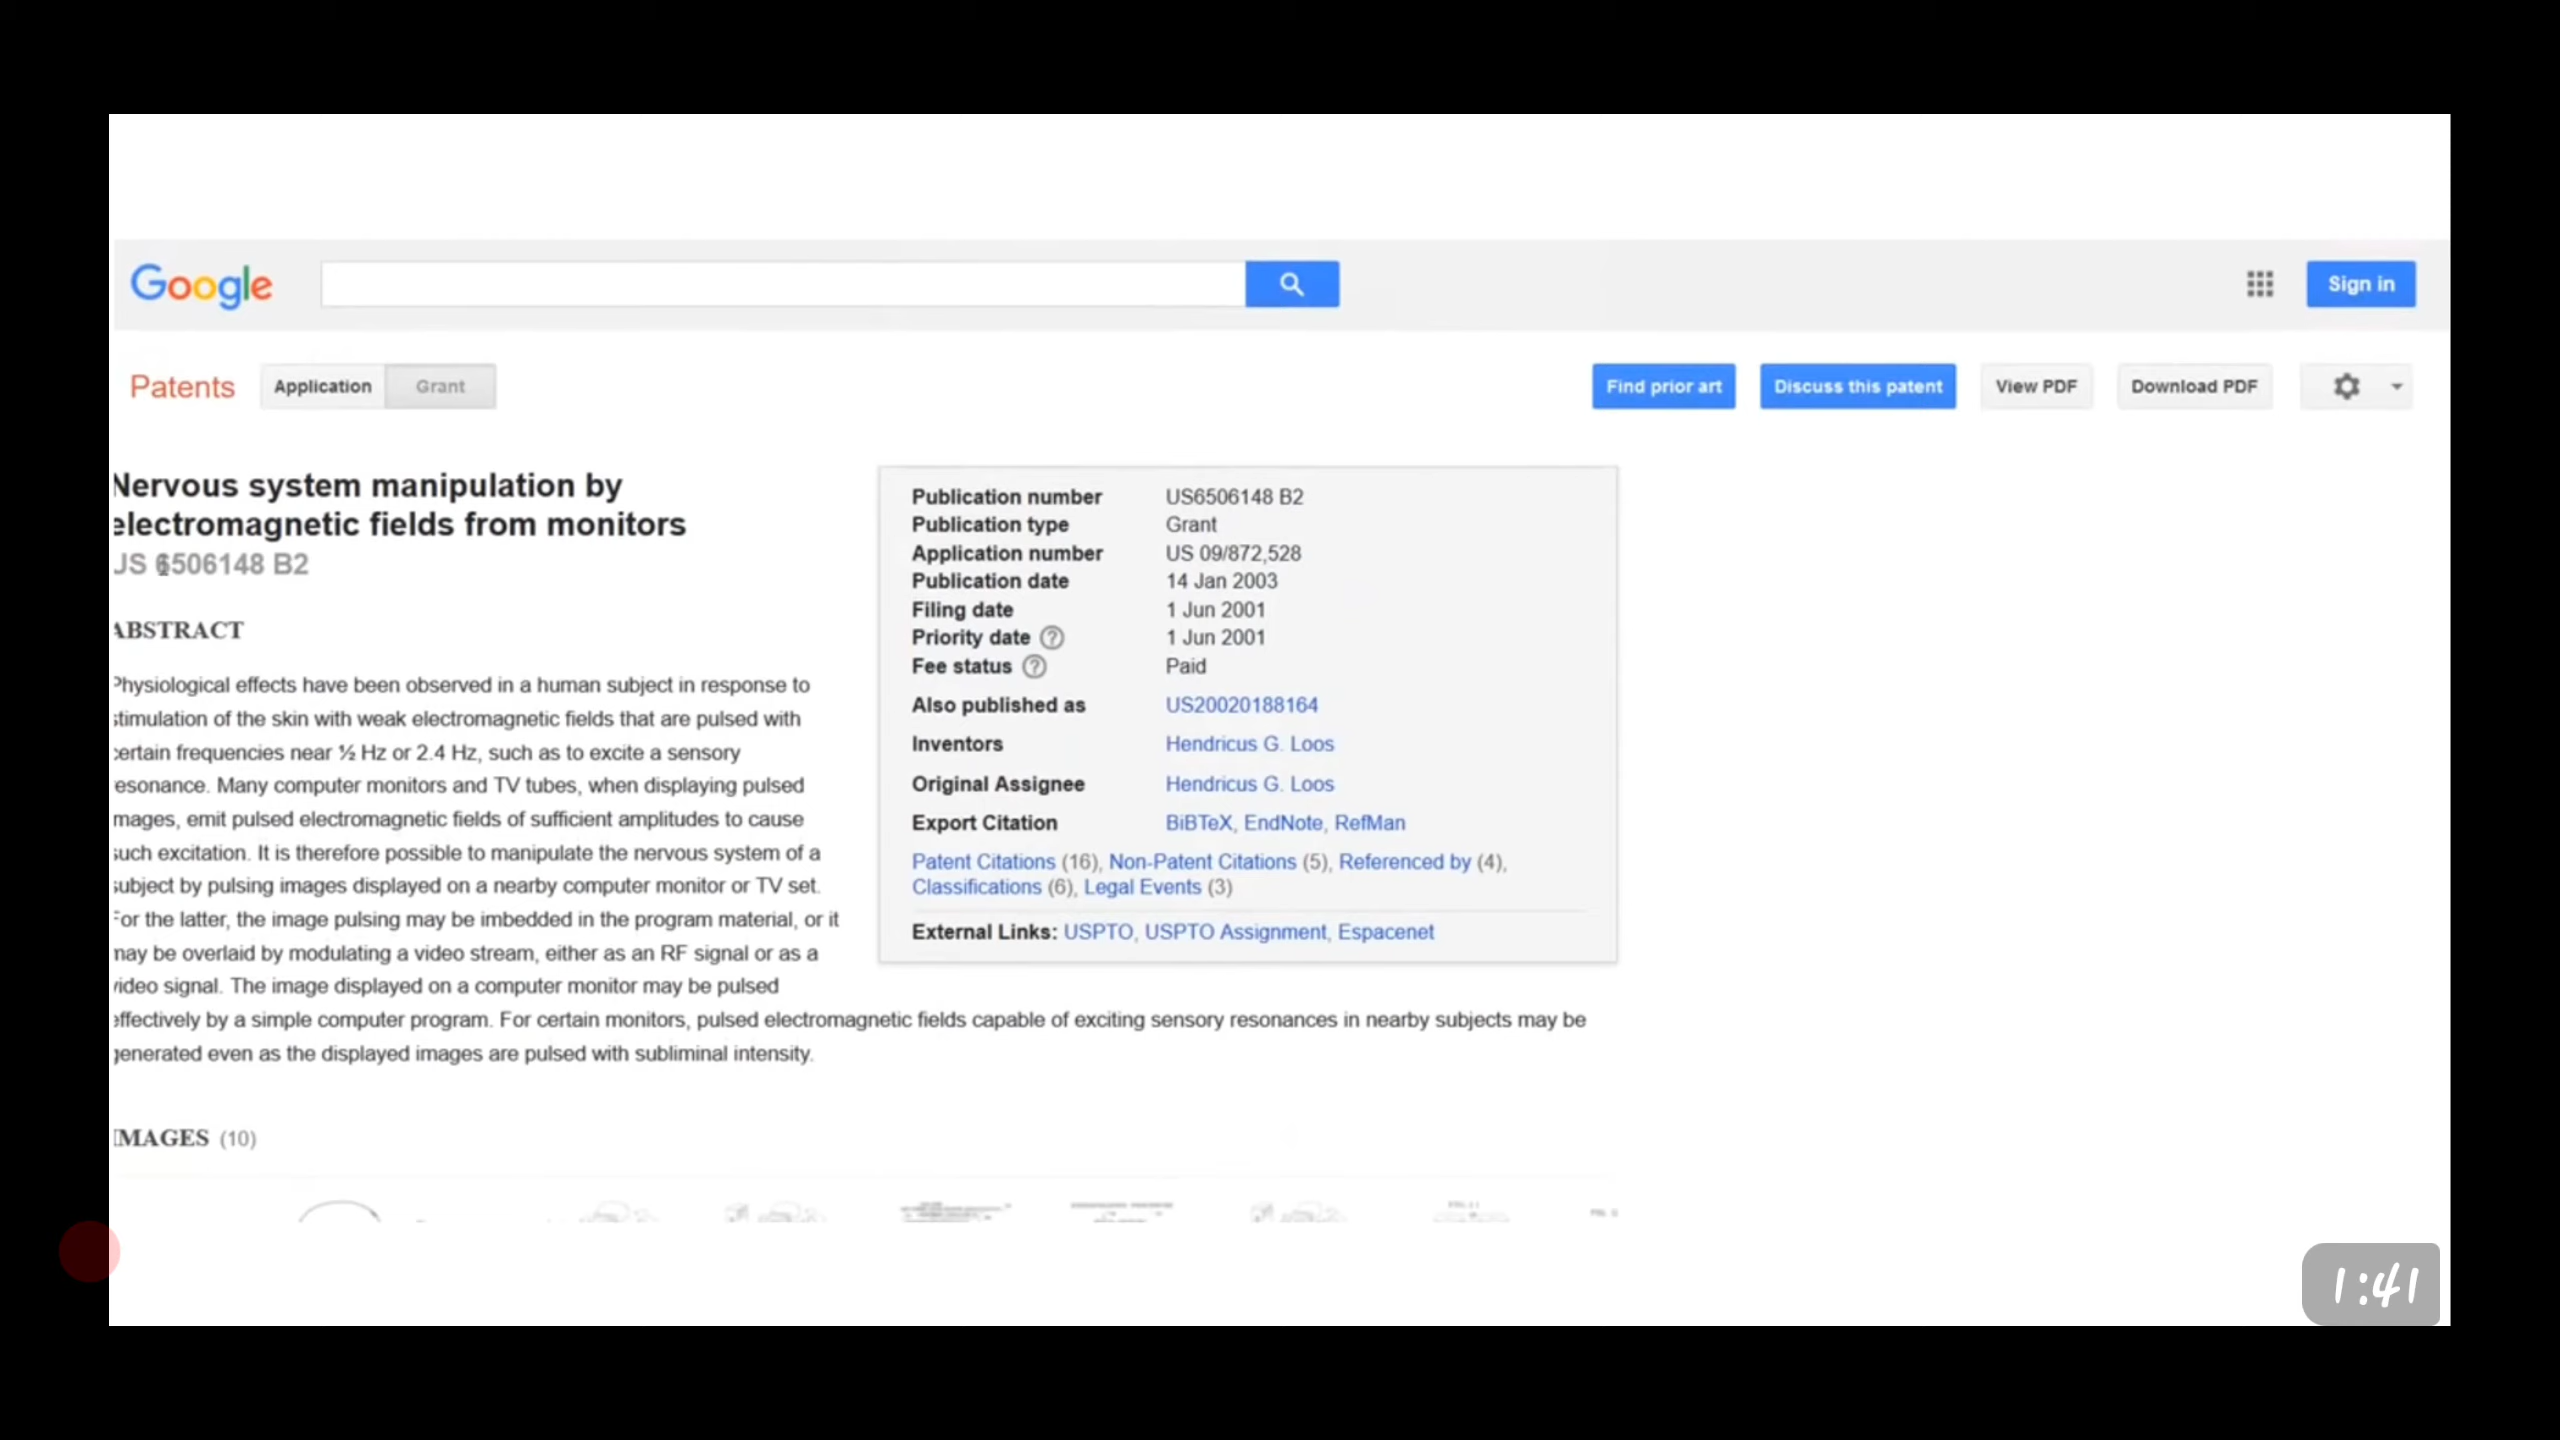 Google
Sign in
Patents Application Grant Find prior art Discuss this patent View PDF Download PDF
Nervous system manipulation by
electromagnetic fields from monitors
US 6506148 B2
ABSTRACT
Physiological effects have been observed in a human subject in response to
stimulation of the skin with weak electromagnetic fields that are pulsed with
certain frequencies near ½ Hz or 2.4 Hz, such as to excite a sensory
resonance. Many computer monitors and TV tubes, when displaying pulsed
images, emit pulsed electromagnetic fields of sufficient amplitudes to cause
such excitation. It is therefore possible to manipulate the nervous system of a
subject by pulsing images displayed on a nearby computer monitor or TV set.
For the latter, the image pulsing may be imbedded in the program material, or it
may be overlaid by modulating a video stream, either as an RF signal or as a
video signal. The image displayed on a computer monitor may be pulsed
effectively by a simple computer program. For certain monitors, pulsed electromagnetic fields capable of exciting sensory resonances in nearby subjects may be
generated even as the displayed images are pulsed with subliminal intensity.
Publication number US6506148 B2
Publication type Grant
Application number US 09/872,528
Publication date 14 Jan 2003
Filing date 1 Jun 2001
Priority date ? 1 Jun 2001
Fee status ? Paid
Also published as US20020188164
Inventors Hendricus G. Loos
Original Assignee Hendricus G. Loos
Export Citation BiBTeX, EndNote, RefMan
Patent Citations (16), Non-Patent Citations (5), Referenced by (4),
Classifications (6), Legal Events (3)
External Links: USPTO, USPTO Assignment, Espacenet
IMAGES (10)
1:41